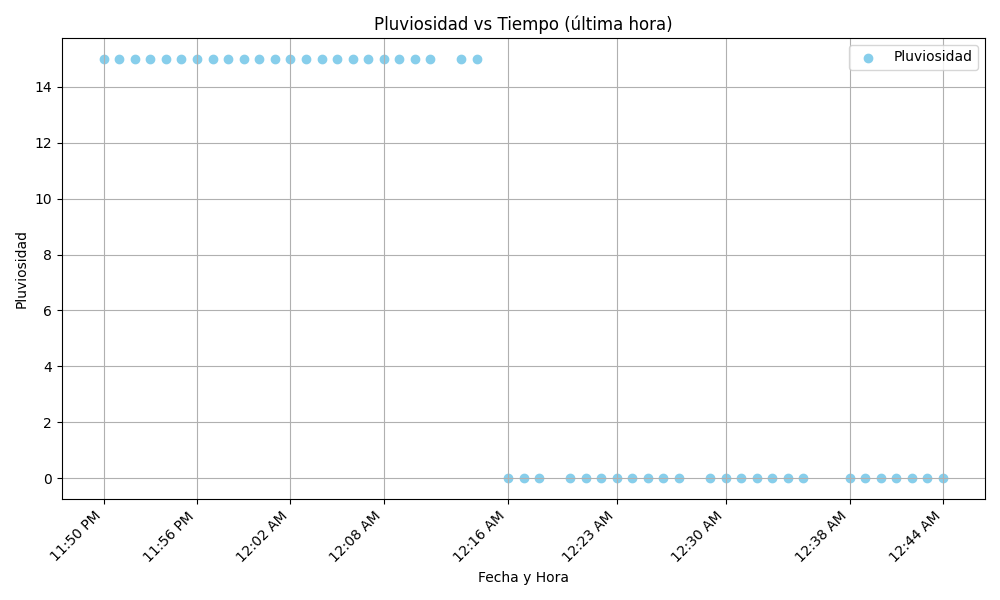 Pluviosidad vs Tiempo (última hora)
Pluviosidad
14
12
10
8
6
4
2
0
Pluviosidad
11:50 PM
11:56 PM
12:02 AM
12:08 AM
12:16 AM
12:23 AM
12:30 AM
12:38 AM
12:44 AM
Fecha y Hora